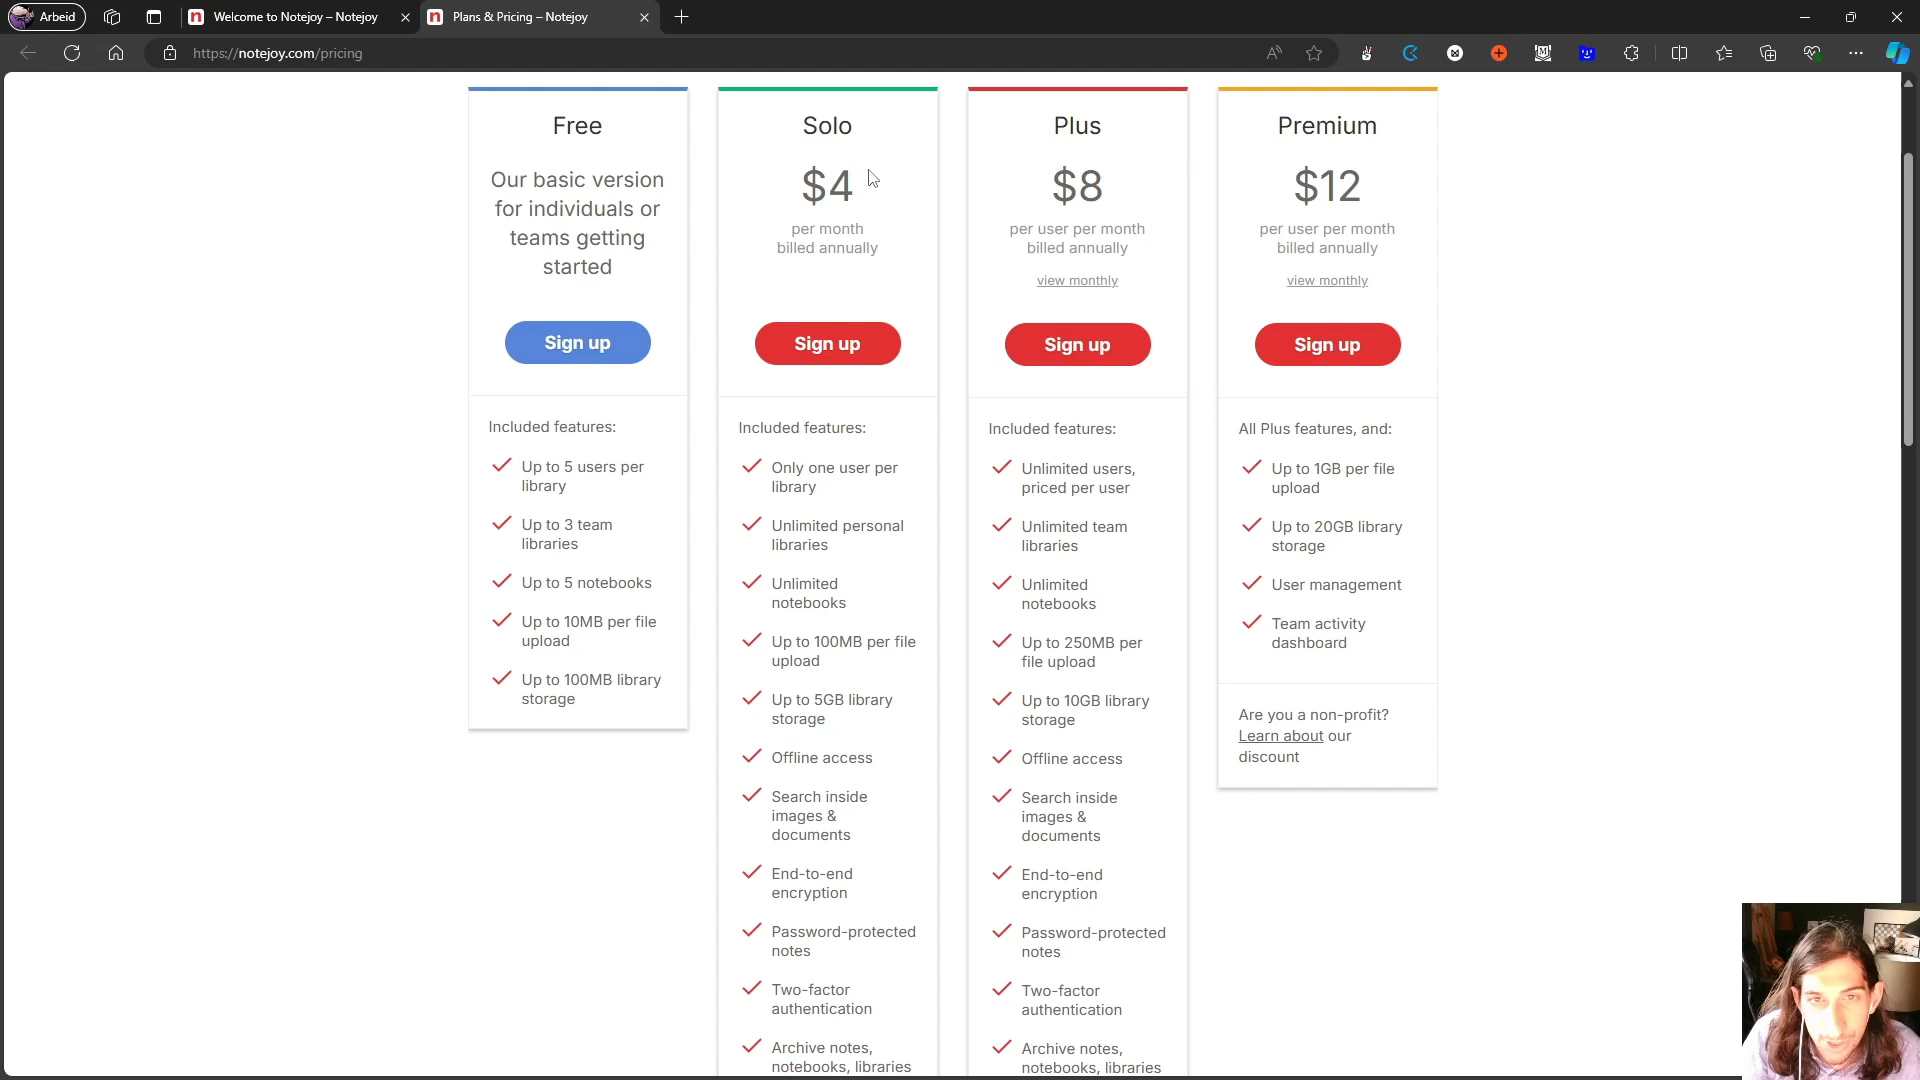 Arbeid
Welcome to Notejoy – Notejoy
Plans & Pricing – Notejoy
https://notejoy.com/pricing
Free
Our basic version
for individuals or
teams getting
started
Sign up
Included features:
Up to 5 users per
library
Up to 3 team
libraries
Up to 5 notebooks
Up to 10MB per file
upload
Up to 100MB library
storage
Solo
$4
per month
billed annually
Sign up
Included features:
Only one user per
library
Unlimited personal
libraries
Unlimited
notebooks
Up to 100MB per file
upload
Up to 5GB library
storage
Offline access
Search inside
images &
documents
End-to-end
encryption
Password-protected
notes
Two-factor
authentication
Archive notes,
notebooks, libraries
Plus
$8
per user per month
billed annually
view monthly
Sign up
Included features:
Unlimited users,
priced per user
Unlimited team
libraries
Unlimited
notebooks
Up to 250MB per
file upload
Up to 10GB library
storage
Offline access
Search inside
images &
documents
End-to-end
encryption
Password-protected
notes
Two-factor
authentication
Archive notes,
notebooks, libraries
Premium
$12
per user per month
billed annually
view monthly
Sign up
All Plus features, and:
Up to 1GB per file
upload
Up to 20GB library
storage
User management
Team activity
dashboard
Are you a non-profit?
Learn about our
discount